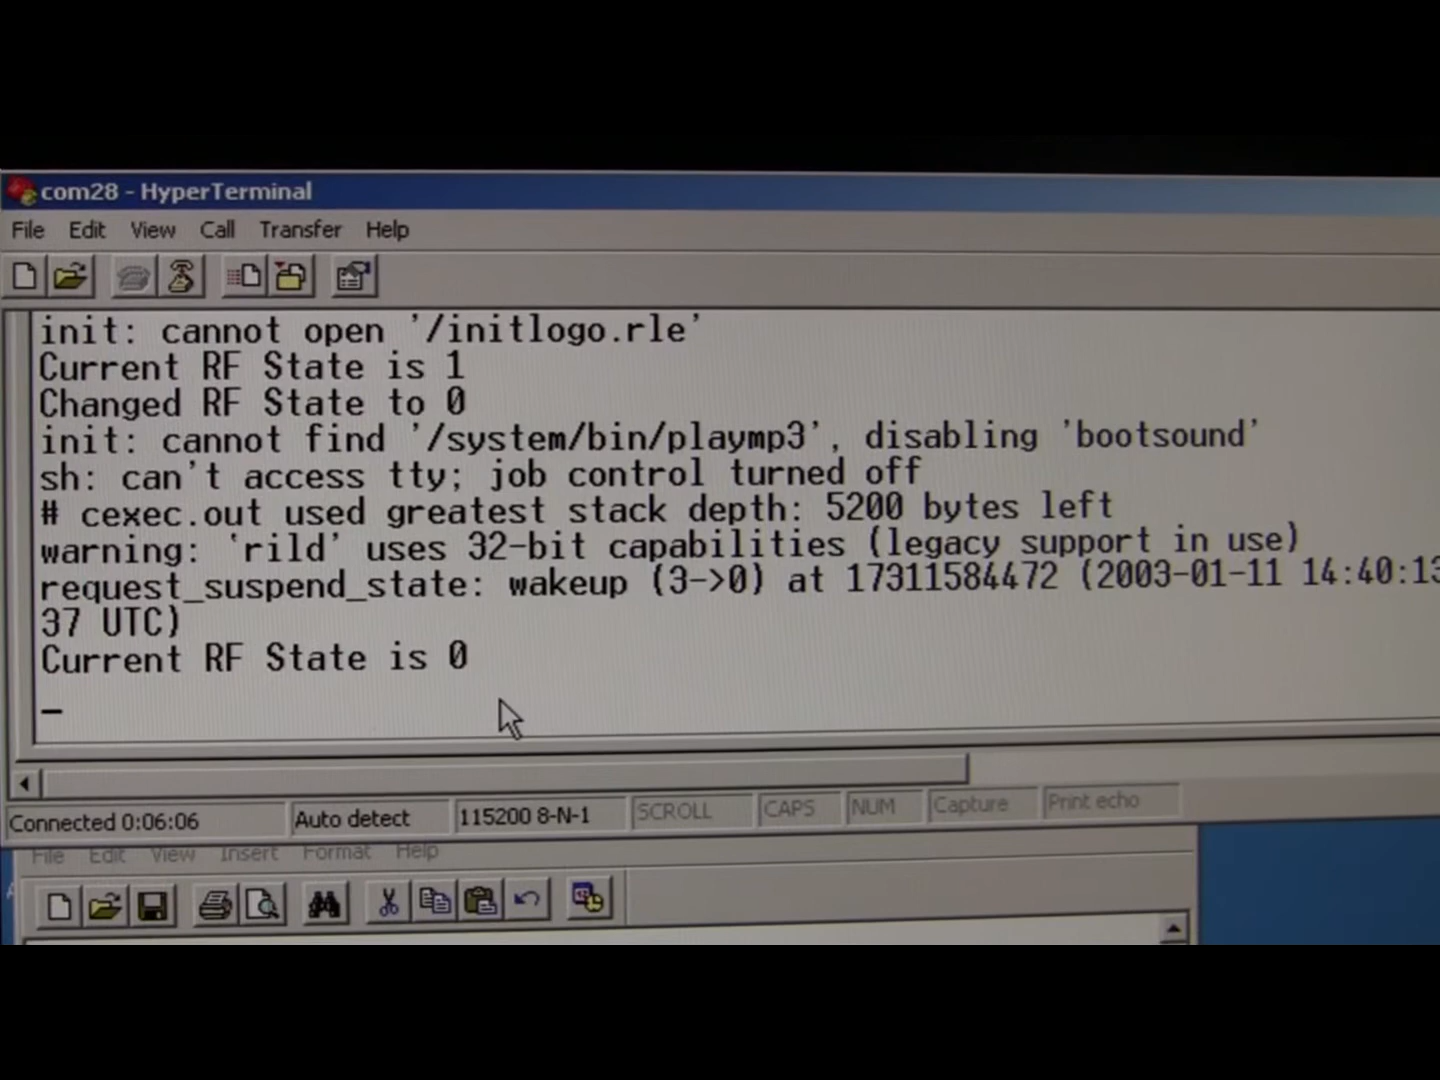 com28 - HyperTerminal
File Edit View Call Transfer Help
init: cannot open '/initlogo.rle'
Current RF State is 1
Changed RF State to 0
init: cannot find '/system/bin/playmp3', disabling 'bootsound'
sh: can't access tty; job control turned off
# cexec.out used greatest stack depth: 5200 bytes left
warning: `rild' uses 32-bit capabilities (legacy support in use)
request_suspend_state: wakeup (3->0) at 17311584472 (2003-01-11 14:40:13
37 UTC)
Current RF State is 0
_
Connected 0:06:06 Auto detect 115200 8-N-1 SCROLL CAPS NUM Capture Print echo
File Edit View Insert Format Help